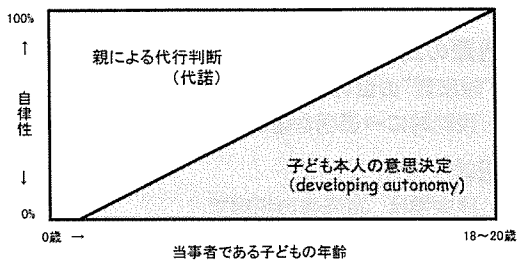 100%
↑
自律性
↓
0%
親による代行判断
（代諾）
子ども本人の意思決定
(developing autonomy)
0歳 →
18～20歳
当事者である子どもの年齢